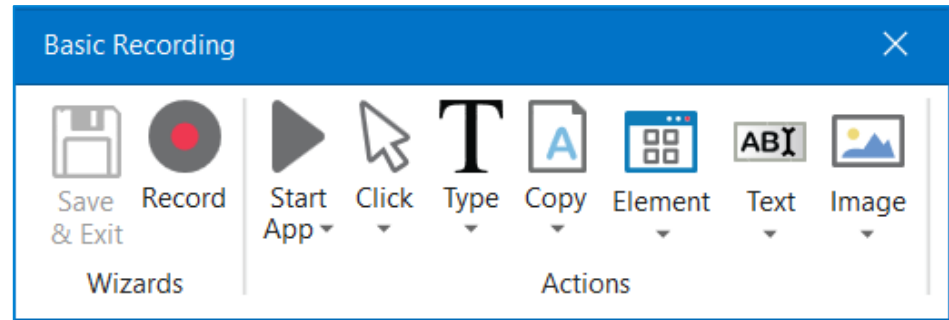 Basic Recording
A
ABI
Save
& Exit
Record
Start
App
Click
Type
Copy
Element
Text
Image
Wizards
Actions